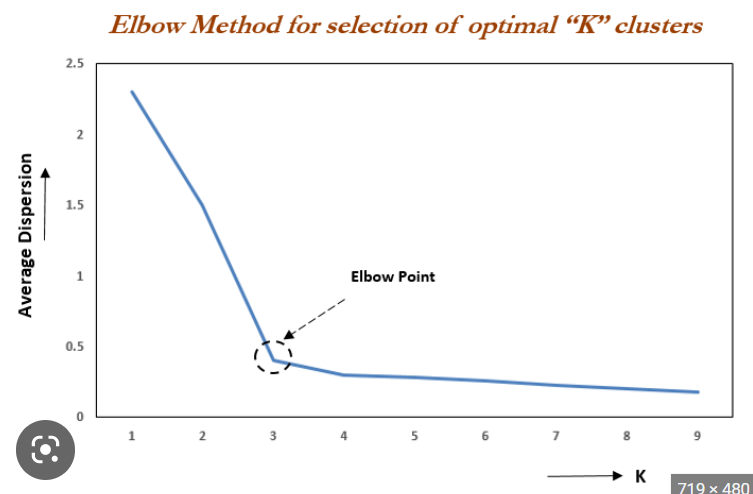 Elbow Method for selection of optimal “K” clusters
2.5
2
1.5
1
0.5
0
Average Dispersion
Elbow Point
1 2 3 4 5 6 7 8 9
K
719 × 480